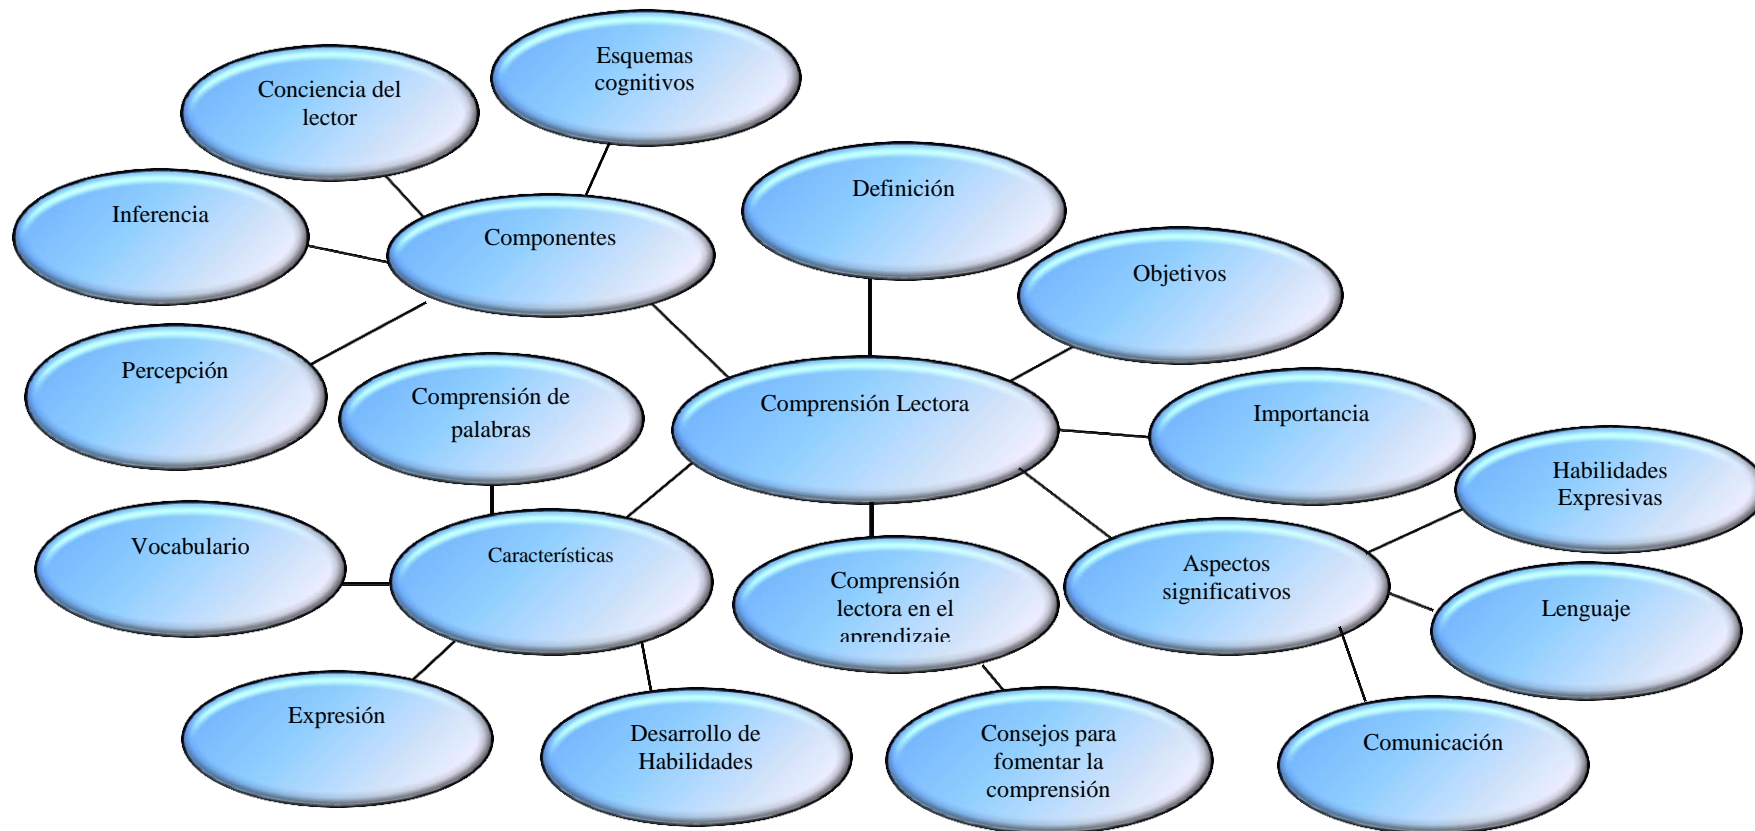 Esquemas
cognitivos
Conciencia del
lector
Definición
Inferencia
Componentes
Objetivos
Percepción
Comprensión de
palabras
Comprensión Lectora
Importancia
Habilidades
Expresivas
Vocabulario
Características
Comprensión
lectora en el
aprendizaje
Aspectos
significativos
Lenguaje
Expresión
Desarrollo de
Habilidades
Consejos para
fomentar la
comprensión
Comunicación